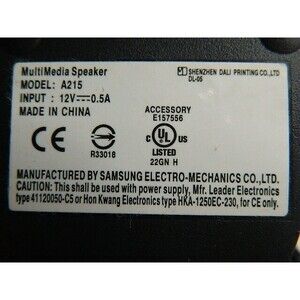 MultiMedia Speaker
MODEL: A215
INPUT : 12V⎓0.5A
MADE IN CHINA
SHENZHEN DALI PRINTING CO.,LTD
DL-05
ACCESSORY
E157556
CE
R33018
UL
LISTED
22GN H
MANUFACTURED BY SAMSUNG ELECTRO-MECHANICS CO.,LTD.
CAUTION: This shall be used with power supply, Mfr. Leader Electronics
type 41120050-C5 or Hon Kwang Electronics type HKA-1250EC-230, for CE only.